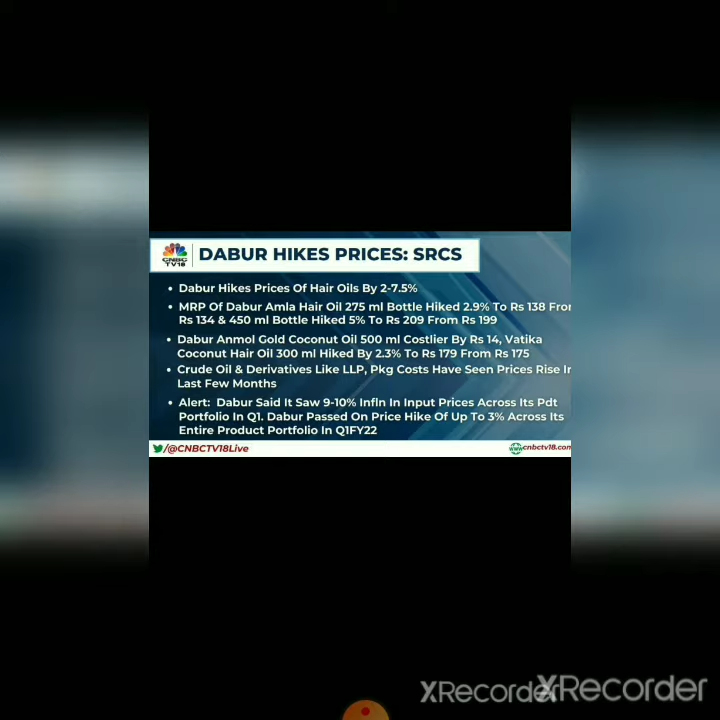 CNBC
TV18
DABUR HIKES PRICES: SRCS
• Dabur Hikes Prices Of Hair Oils By 2-7.5%
• MRP Of Dabur Amla Hair Oil 275 ml Bottle Hiked 2.9% To Rs 138 From
Rs 134 & 450 ml Bottle Hiked 5% To Rs 209 From Rs 199
• Dabur Anmol Gold Coconut Oil 500 ml Costlier By Rs 14, Vatika
Coconut Hair Oil 300 ml Hiked By 2.3% To Rs 179 From Rs 175
• Crude Oil & Derivatives Like LLP, Pkg Costs Have Seen Prices Rise In
Last Few Months
• Alert: Dabur Said It Saw 9-10% Infln In Input Prices Across Its Pdt
Portfolio In Q1. Dabur Passed On Price Hike Of Up To 3% Across Its
Entire Product Portfolio In Q1FY22
/@CNBCTV18Live
www.cnbctv18.com
XRecorder
XRecorder